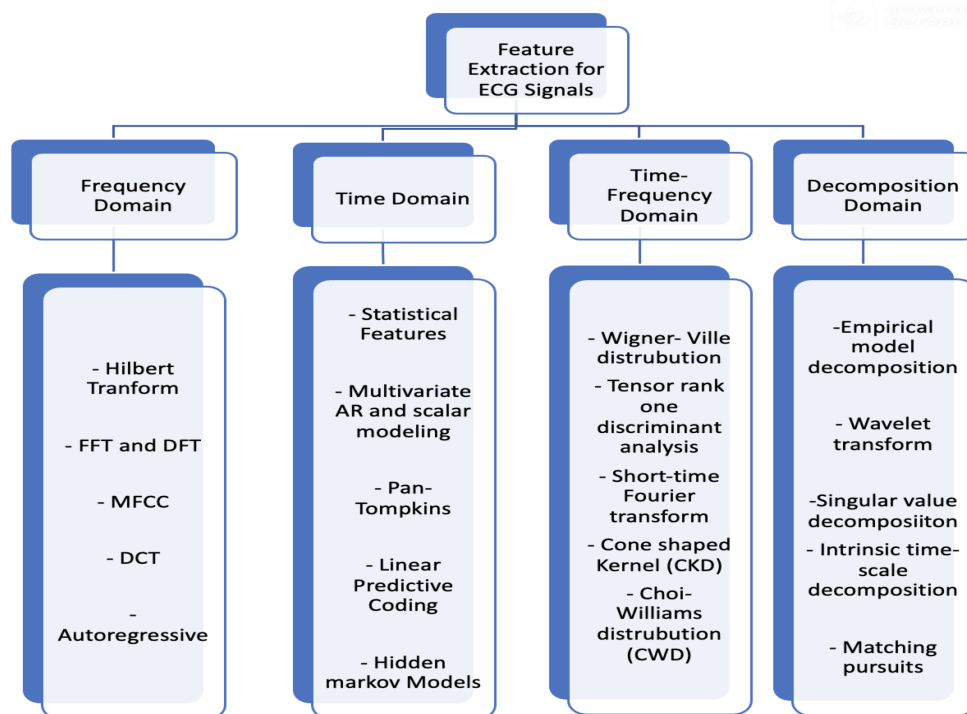 Feature
Extraction for
ECG Signals
Frequency
Domain
Time Domain
Time-
Frequency
Domain
Decomposition
Domain
- Hilbert
Tranform
- FFT and DFT
- MFCC
- DCT
-
Autoregressive
- Statistical
Features
- Multivariate
AR and scalar
modeling
- Pan-
Tompkins
- Linear
Predictive
Coding
- Hidden
markov Models
- Wigner- Ville
distrubution
- Tensor rank
one
discriminant
analysis
- Short-time
Fourier
transform
- Cone shaped
Kernel (CKD)
- Choi-
Williams
distrubution
(CWD)
-Empirical
model
decomposition
- Wavelet
transform
-Singular value
decomposiiton
- Intrinsic time-
scale
decomposition
- Matching
pursuits